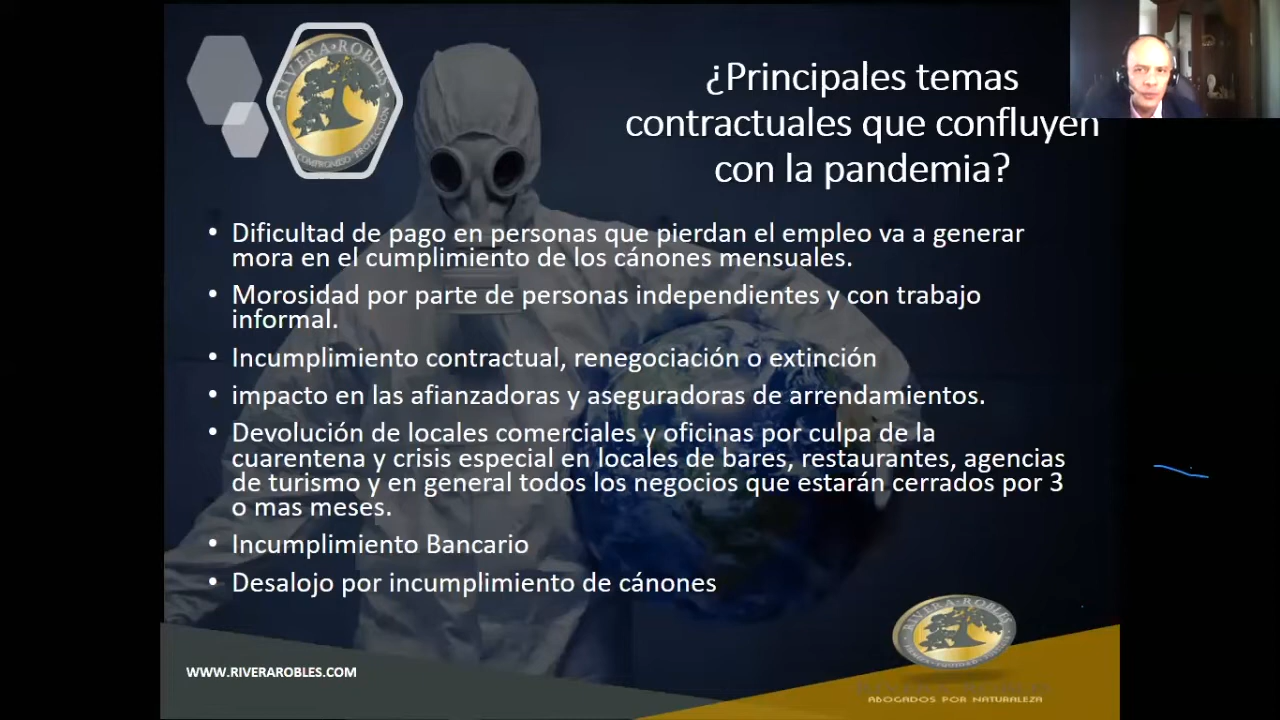 RIVERA•ROBLES
COMPROMISO PROTECCIÓN
¿Principales temas
contractuales que confluyen
con la pandemia?
• Dificultad de pago en personas que pierdan el empleo va a generar
mora en el cumplimiento de los cánones mensuales.
• Morosidad por parte de personas independientes y con trabajo
informal.
• Incumplimiento contractual, renegociación o extinción
• impacto en las afianzadoras y aseguradoras de arrendamientos.
• Devolución de locales comerciales y oficinas por culpa de la
cuarentena y crisis especial en locales de bares, restaurantes, agencias
de turismo y en general todos los negocios que estarán cerrados por 3
o mas meses.
• Incumplimiento Bancario
• Desalojo por incumplimiento de cánones
RIVERA•ROBLES
WWW.RIVERAROBLES.COM
ABOGADOS POR NATURALEZA